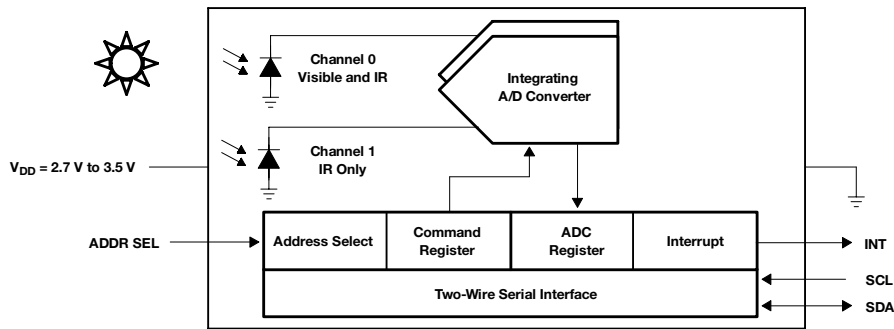 Channel 0
Visible and IR
Integrating
A/D Converter
Channel 1
IR Only
VDD = 2.7 V to 3.5 V
ADDR SEL
Address Select
Command
Register
ADC
Register
Interrupt
INT
Two-Wire Serial Interface
SCL
SDA